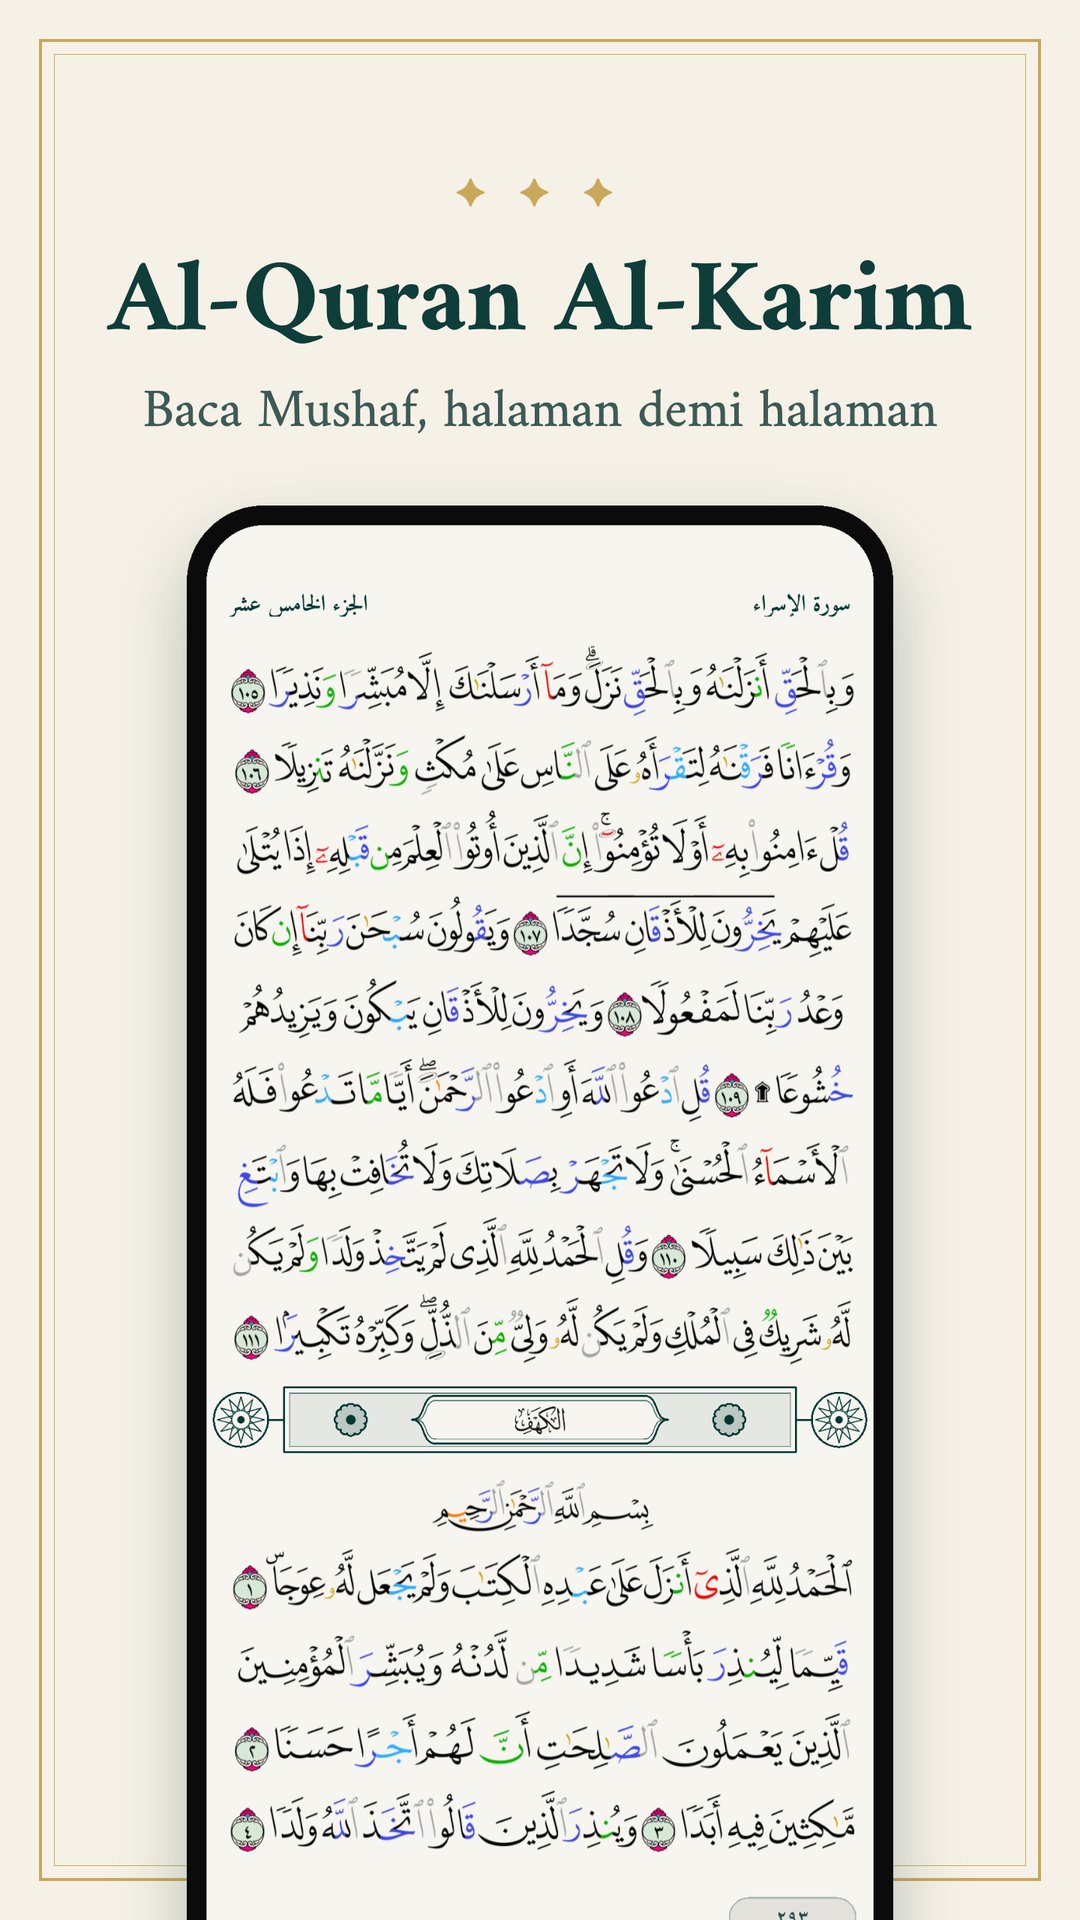 Al-Quran Al-Karim
Baca Mushaf, halaman demi halaman
سورة الإسراء
الجزء الخامس عشر
وَبِٱلْحَقِّ أَنزَلْنَـٰهُ وَبِٱلْحَقِّ نَزَلَ ۗ وَمَآ أَرْسَلْنَـٰكَ إِلَّا مُبَشِّرًا وَنَذِيرًا ١٠٥
وَقُرْءَانًا فَرَقْنَـٰهُ لِتَقْرَأَهُۥ عَلَى ٱلنَّاسِ عَلَىٰ مُكْثٍ وَنَزَّلْنَـٰهُ تَنزِيلًا ١٠٦
قُلْ ءَامِنُوا۟ بِهِۦٓ أَوْ لَا تُؤْمِنُوٓا۟ ۚ إِنَّ ٱلَّذِينَ أُوتُوا۟ ٱلْعِلْمَ مِن قَبْلِهِۦٓ إِذَا يُتْلَىٰ
عَلَيْهِمْ يَخِرُّونَ لِلْأَذْقَانِ سُجَّدًا ١٠٧ وَيَقُولُونَ سُبْحَـٰنَ رَبِّنَآ إِن كَانَ
وَعْدُ رَبِّنَا لَمَفْعُولًا ١٠٨ وَيَخِرُّونَ لِلْأَذْقَانِ يَبْكُونَ وَيَزِيدُهُمْ
خُشُوعًا ۩ ١٠٩ قُلِ ٱدْعُوا۟ ٱللَّهَ أَوِ ٱدْعُوا۟ ٱلرَّحْمَـٰنَ ۖ أَيًّا مَّا تَدْعُوا۟ فَلَهُ
ٱلْأَسْمَآءُ ٱلْحُسْنَىٰ ۚ وَلَا تَجْهَرْ بِصَلَاتِكَ وَلَا تُخَافِتْ بِهَا وَٱبْتَغِ
بَيْنَ ذَٰلِكَ سَبِيلًا ١١٠ وَقُلِ ٱلْحَمْدُ لِلَّهِ ٱلَّذِى لَمْ يَتَّخِذْ وَلَدًا وَلَمْ يَكُن
لَّهُۥ شَرِيكٌ فِى ٱلْمُلْكِ وَلَمْ يَكُن لَّهُۥ وَلِىٌّ مِّنَ ٱلذُّلِّ ۖ وَكَبِّرْهُ تَكْبِيرًۢا ١١١
الكهف
بِسْمِ ٱللَّهِ ٱلرَّحْمَـٰنِ ٱلرَّحِيمِ
ٱلْحَمْدُ لِلَّهِ ٱلَّذِىٓ أَنزَلَ عَلَىٰ عَبْدِهِ ٱلْكِتَـٰبَ وَلَمْ يَجْعَل لَّهُۥ عِوَجَاۜ ١
قَيِّمًا لِّيُنذِرَ بَأْسًا شَدِيدًا مِّن لَّدُنْهُ وَيُبَشِّرَ ٱلْمُؤْمِنِينَ
ٱلَّذِينَ يَعْمَلُونَ ٱلصَّـٰلِحَـٰتِ أَنَّ لَهُمْ أَجْرًا حَسَنًا ٢
مَّـٰكِثِينَ فِيهِ أَبَدًا ٣ وَيُنذِرَ ٱلَّذِينَ قَالُوا۟ ٱتَّخَذَ ٱللَّهُ وَلَدًا ٤
٢٩٣